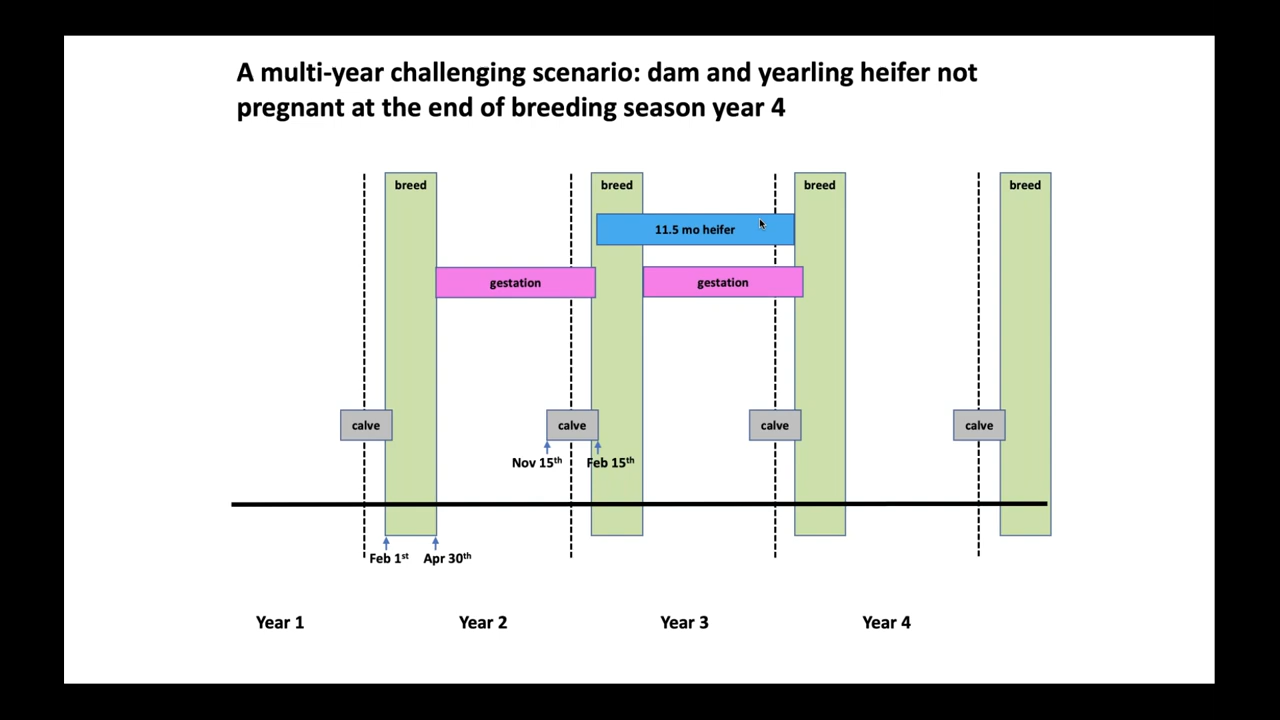 A multi-year challenging scenario: dam and yearling heifer not
pregnant at the end of breeding season year 4
breed
breed
breed
breed
11.5 mo heifer
gestation
gestation
calve
calve
calve
calve
Nov 15th
Feb 15th
Feb 1st
Apr 30th
Year 1
Year 2
Year 3
Year 4